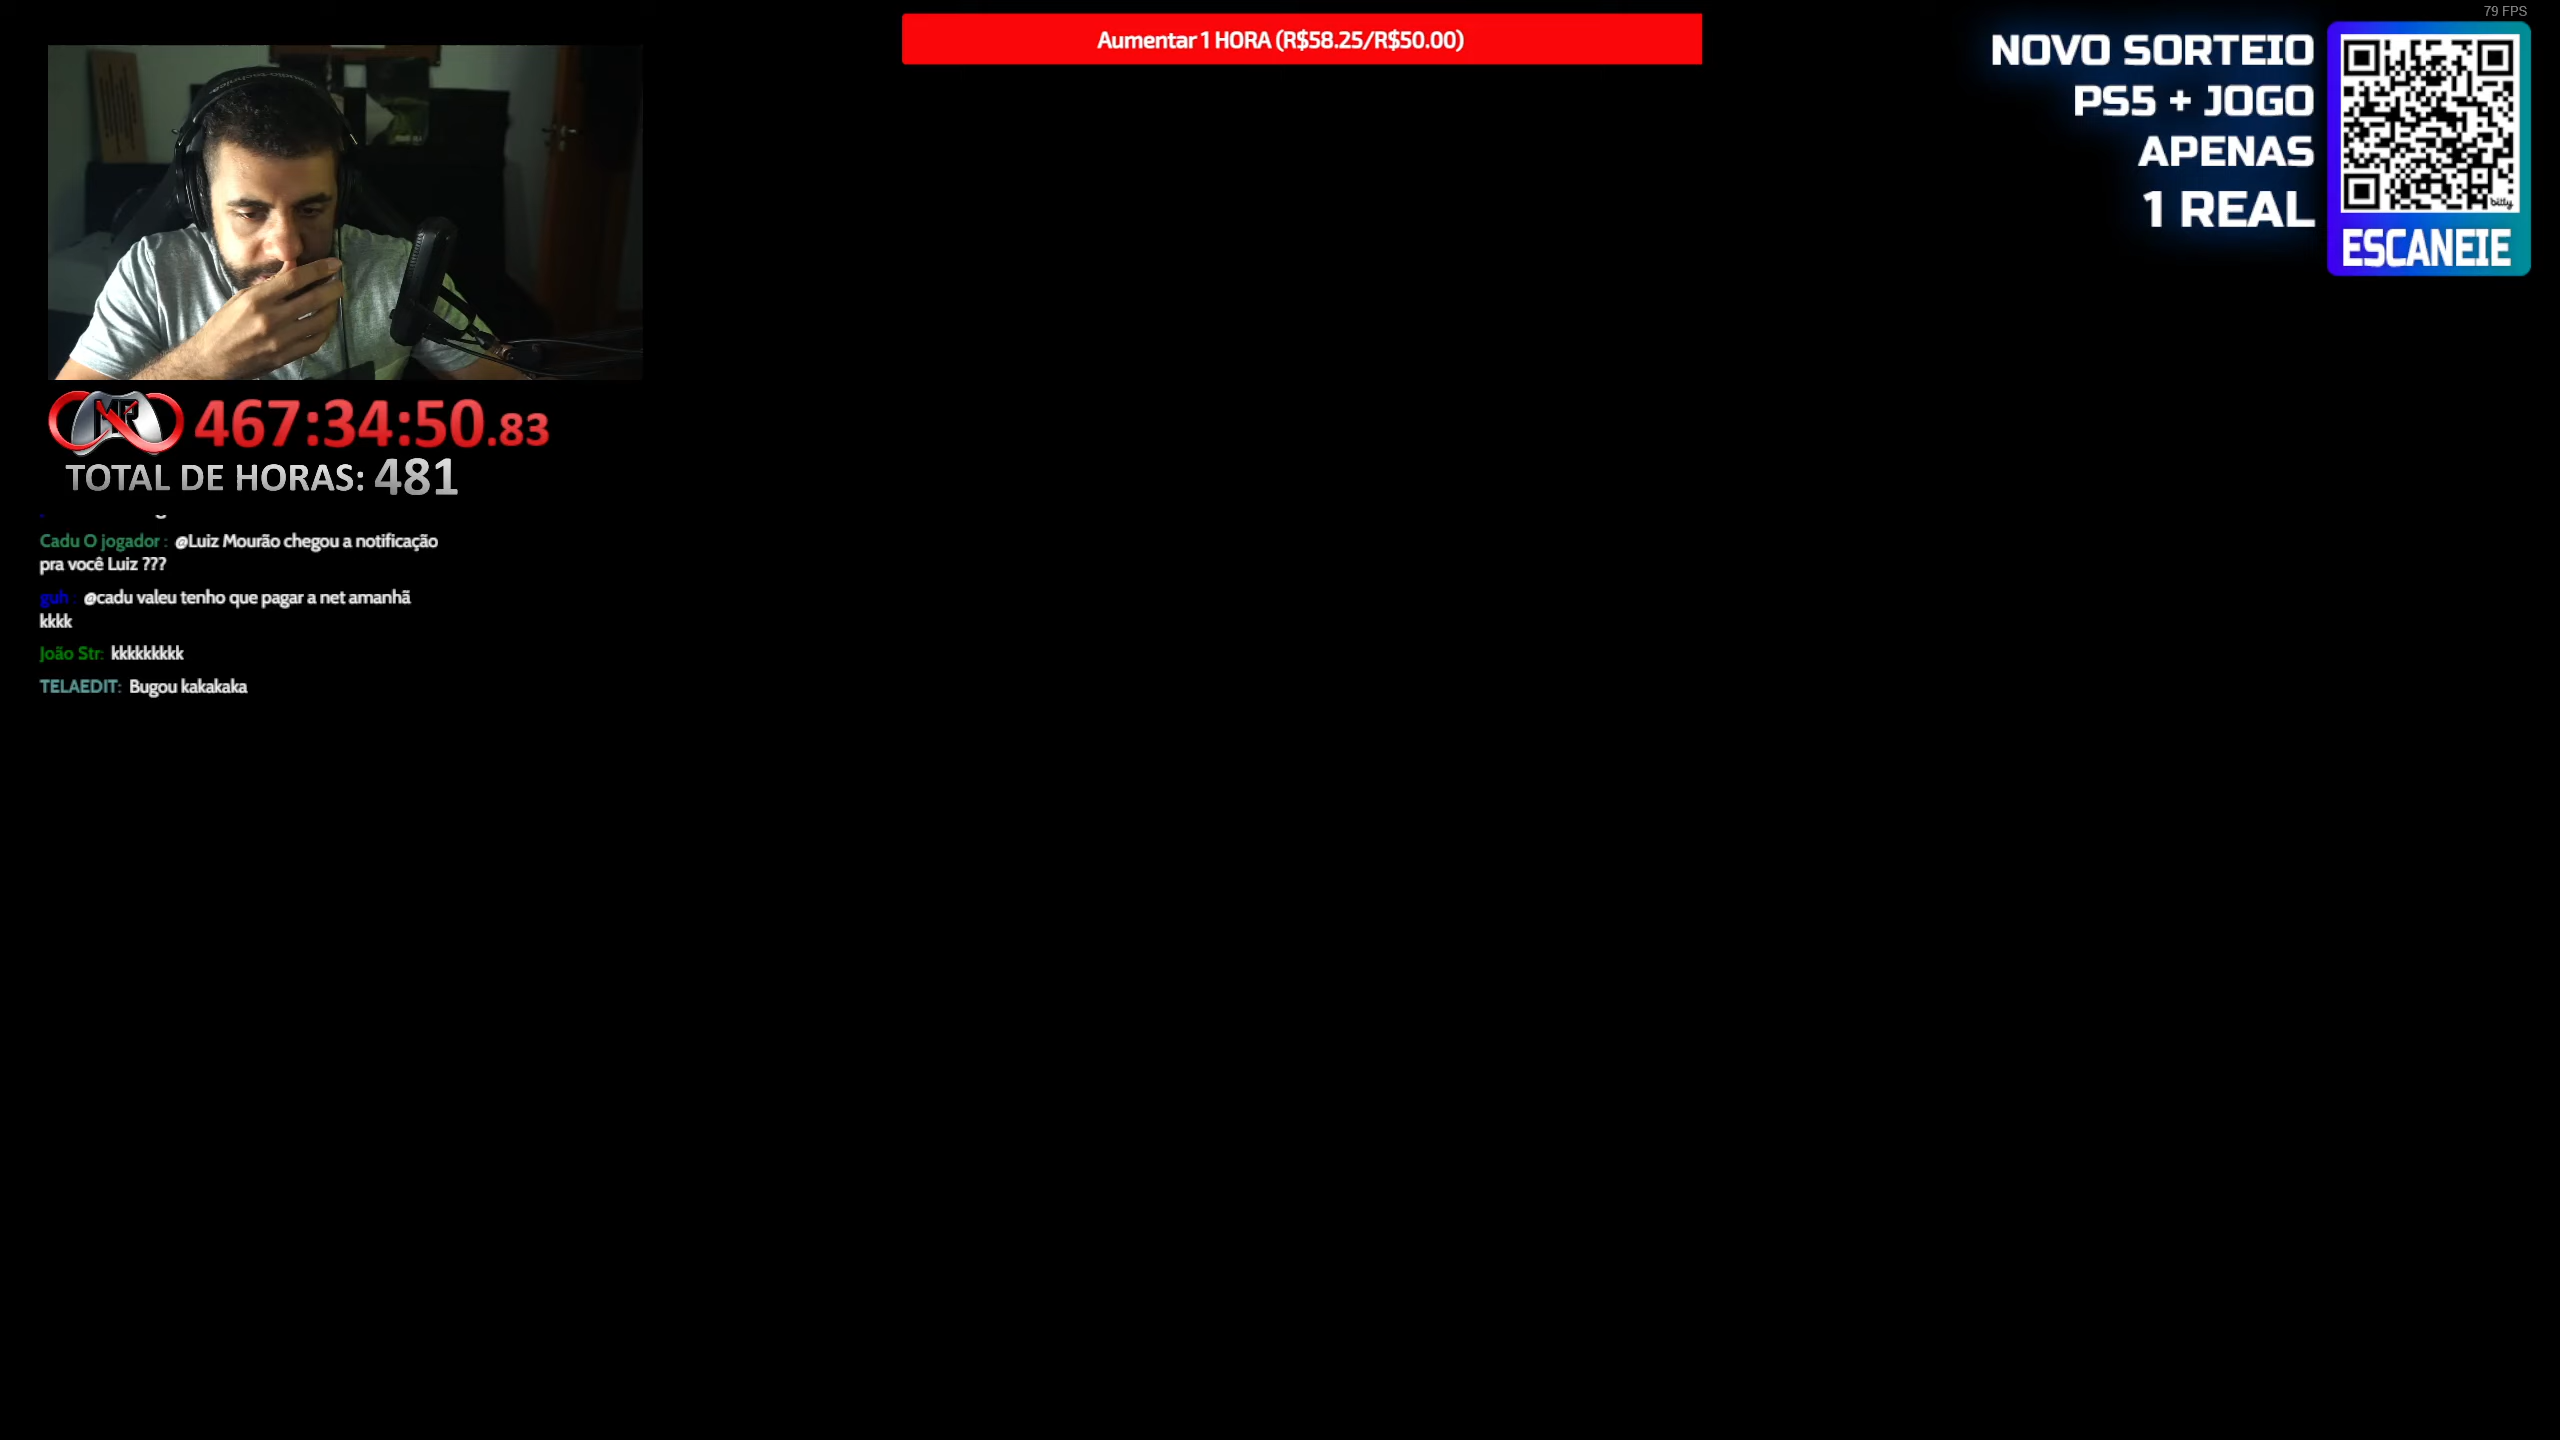 79 FPS
Aumentar 1 HORA (R$58.25/R$50.00)
NOVO SORTEIO
PS5 + JOGO
APENAS
1 REAL
bitly
ESCANEIE
467:34:50.83
TOTAL DE HORAS: 481
Cadu O jogador : @Luiz Mourão chegou a notificação
pra você Luiz ???
guh : @cadu valeu tenho que pagar a net amanhã
kkkk
João Str: kkkkkkkkk
TELAEDIT: Bugou kakakaka